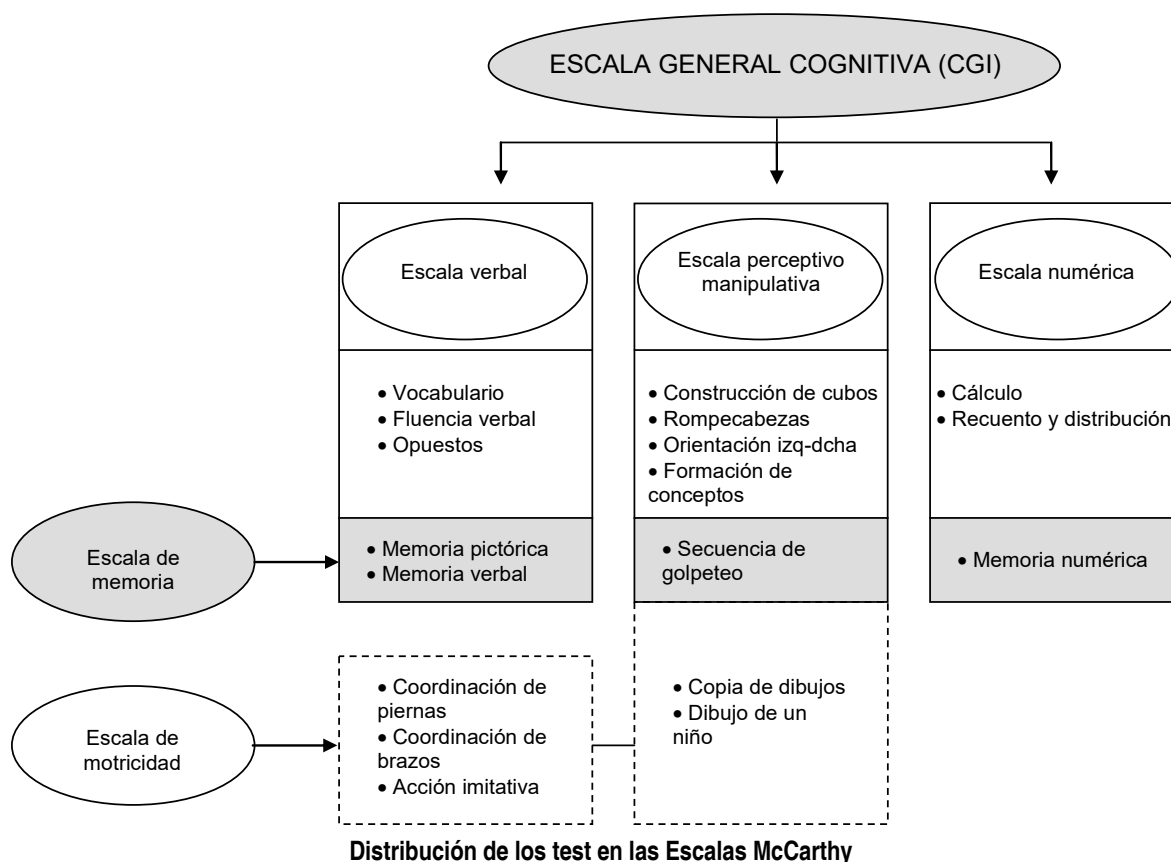 ESCALA GENERAL COGNITIVA (CGI)
Escala verbal
Escala perceptivo
manipulativa
Escala numérica
• Vocabulario
• Fluencia verbal
• Opuestos
• Construcción de cubos
• Rompecabezas
• Orientación izq-dcha
• Formación de
conceptos
• Cálculo
• Recuento y distribución
Escala de
memoria
• Memoria pictórica
• Memoria verbal
• Secuencia de
golpeteo
• Memoria numérica
Escala de
motricidad
• Coordinación de
piernas
• Coordinación de
brazos
• Acción imitativa
• Copia de dibujos
• Dibujo de un
niño
Distribución de los test en las Escalas McCarthy